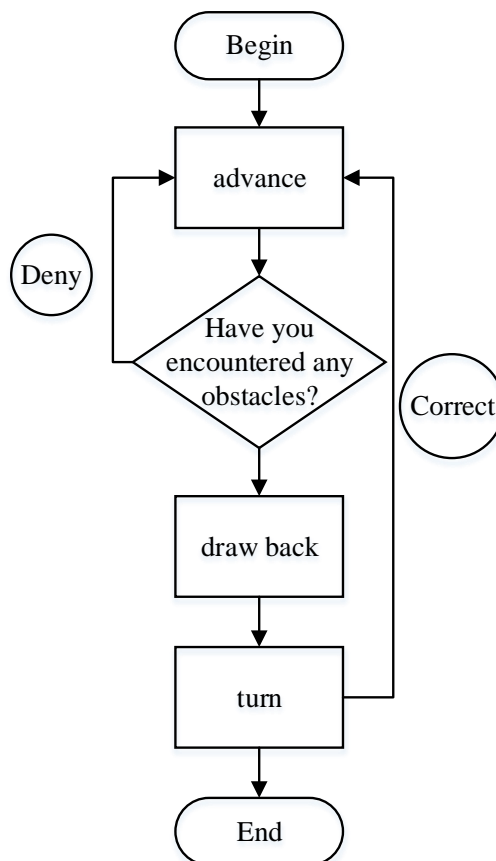 Begin
advance
Deny
Have you
encountered any
obstacles?
Correct
draw back
turn
End